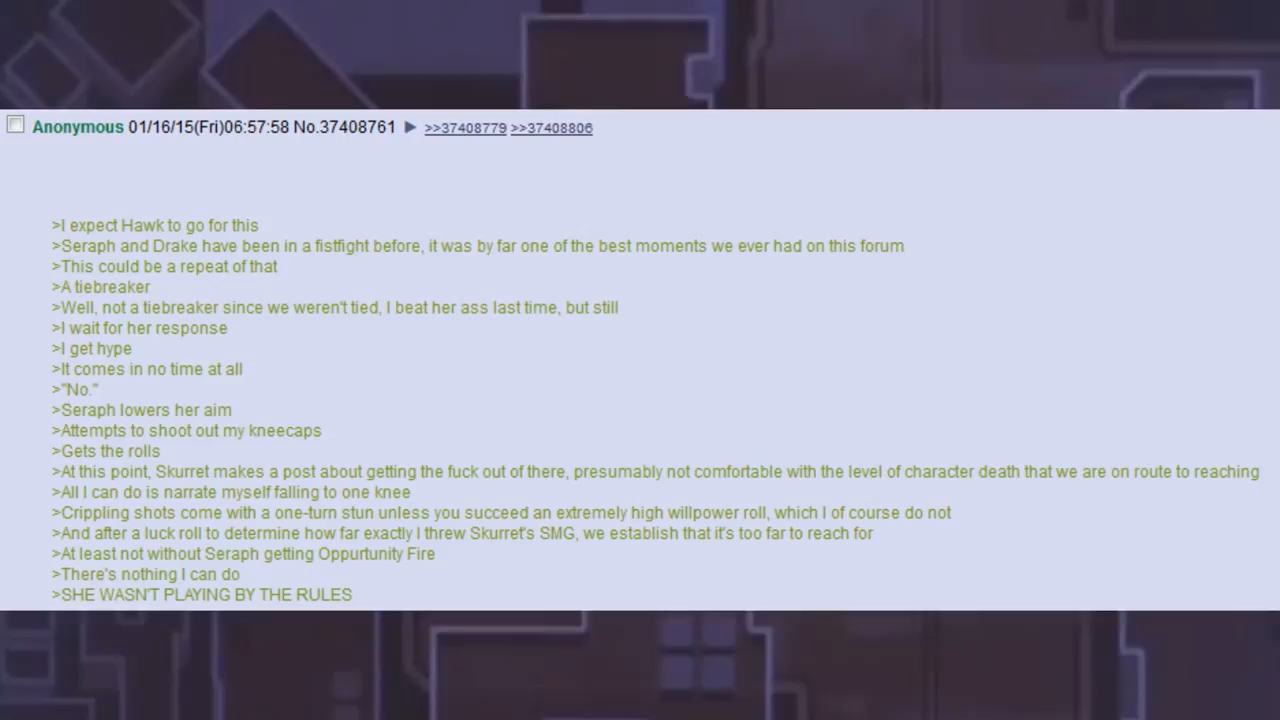 Anonymous 01/16/15(Fri)06:57:58 No.37408761 ▶ >>37408779 >>37408806
>I expect Hawk to go for this
>Seraph and Drake have been in a fistfight before, it was by far one of the best moments we ever had on this forum
>This could be a repeat of that
>A tiebreaker
>Well, not a tiebreaker since we weren't tied, I beat her ass last time, but still
>I wait for her response
>I get hype
>It comes in no time at all
>"No."
>Seraph lowers her aim
>Attempts to shoot out my kneecaps
>Gets the rolls
>At this point, Skurret makes a post about getting the fuck out of there, presumably not comfortable with the level of character death that we are on route to reaching
>All I can do is narrate myself falling to one knee
>Crippling shots come with a one-turn stun unless you succeed an extremely high willpower roll, which I of course do not
>And after a luck roll to determine how far exactly I threw Skurret's SMG, we establish that it's too far to reach for
>At least not without Seraph getting Oppurtunity Fire
>There's nothing I can do
>SHE WASN'T PLAYING BY THE RULES